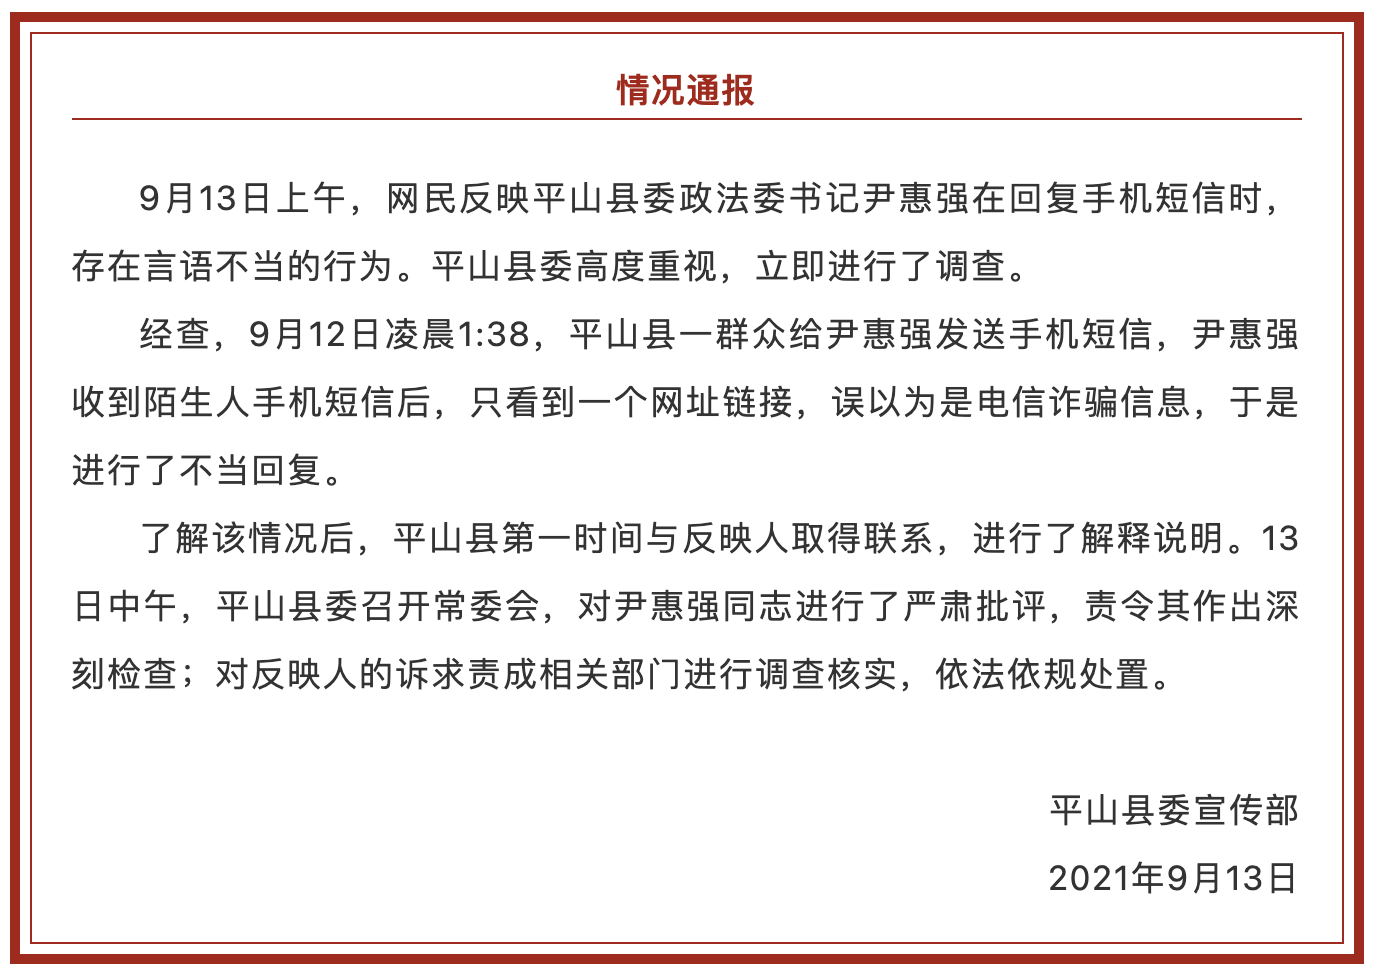 情况通报
9月13日上午，网民反映平山县委政法委书记尹惠强在回复手机短信时，
存在言语不当的行为。平山县委高度重视，立即进行了调查。
经查，9月12日凌晨1:38，平山县一群众给尹惠强发送手机短信，尹惠强
收到陌生人手机短信后，只看到一个网址链接，误以为是电信诈骗信息，于是
进行了不当回复。
了解该情况后，平山县第一时间与反映人取得联系，进行了解释说明。13
日中午，平山县委召开常委会，对尹惠强同志进行了严肃批评，责令其作出深
刻检查；对反映人的诉求责成相关部门进行调查核实，依法依规处置。
平山县委宣传部
2021年9月13日